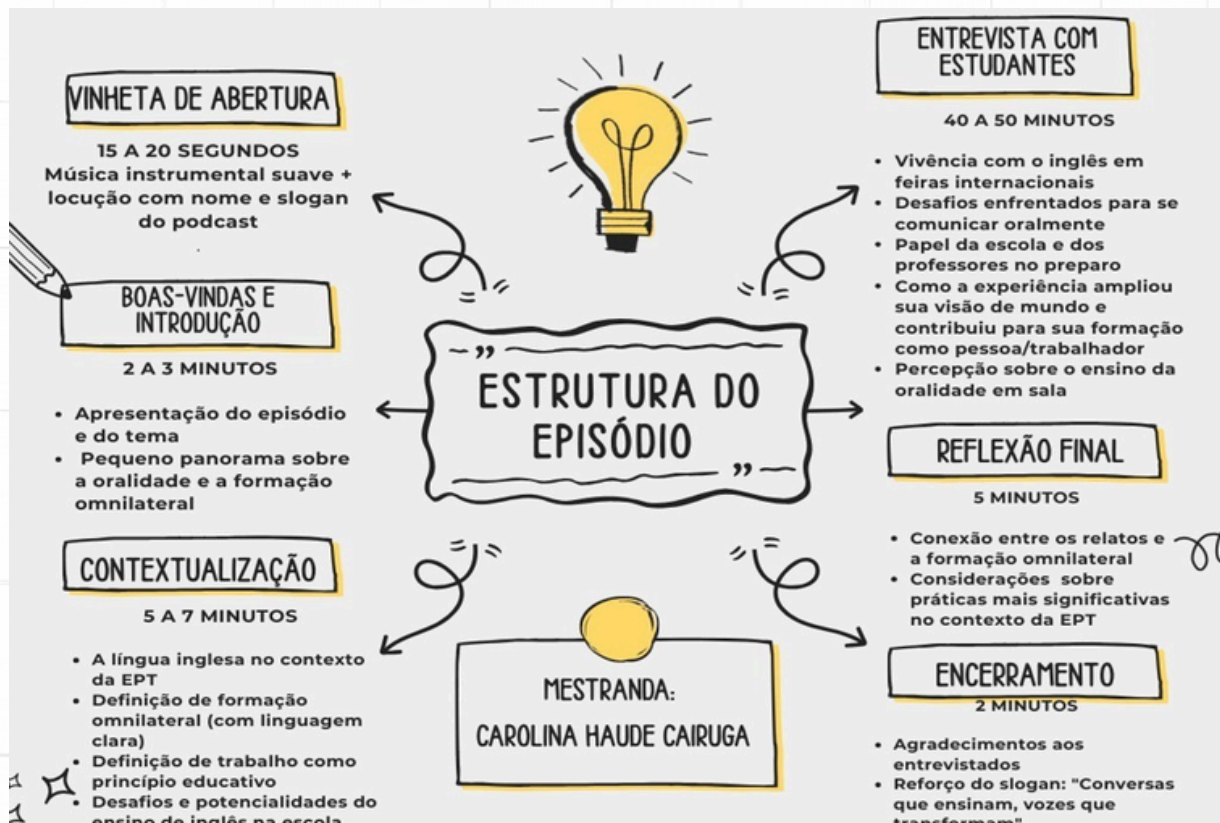 VINHETA DE ABERTURA
15 A 20 SEGUNDOS
Música instrumental suave +
locução com nome e slogan
do podcast
BOAS-VINDAS E
INTRODUÇÃO
2 A 3 MINUTOS
• Apresentação do episódio
e do tema
• Pequeno panorama sobre
a oralidade e a formação
omnilateral
CONTEXTUALIZAÇÃO
5 A 7 MINUTOS
• A língua inglesa no contexto
da EPT
• Definição de formação
omnilateral (com linguagem
clara)
• Definição de trabalho como
princípio educativo
• Desafios e potencialidades do
ensino de inglês na escola
ESTRUTURA DO
EPISÓDIO
MESTRANDA:
CAROLINA HAUDE CAIRUGA
ENTREVISTA COM
ESTUDANTES
40 A 50 MINUTOS
• Vivência com o inglês em
feiras internacionais
• Desafios enfrentados para se
comunicar oralmente
• Papel da escola e dos
professores no preparo
• Como a experiência ampliou
sua visão de mundo e
contribuiu para sua formação
como pessoa/trabalhador
• Percepção sobre o ensino da
oralidade em sala
REFLEXÃO FINAL
5 MINUTOS
• Conexão entre os relatos e
a formação omnilateral
• Considerações sobre
práticas mais significativas
no contexto da EPT
ENCERRAMENTO
2 MINUTOS
• Agradecimentos aos
entrevistados
• Reforço do slogan: "Conversas
que ensinam, vozes que
transformam"